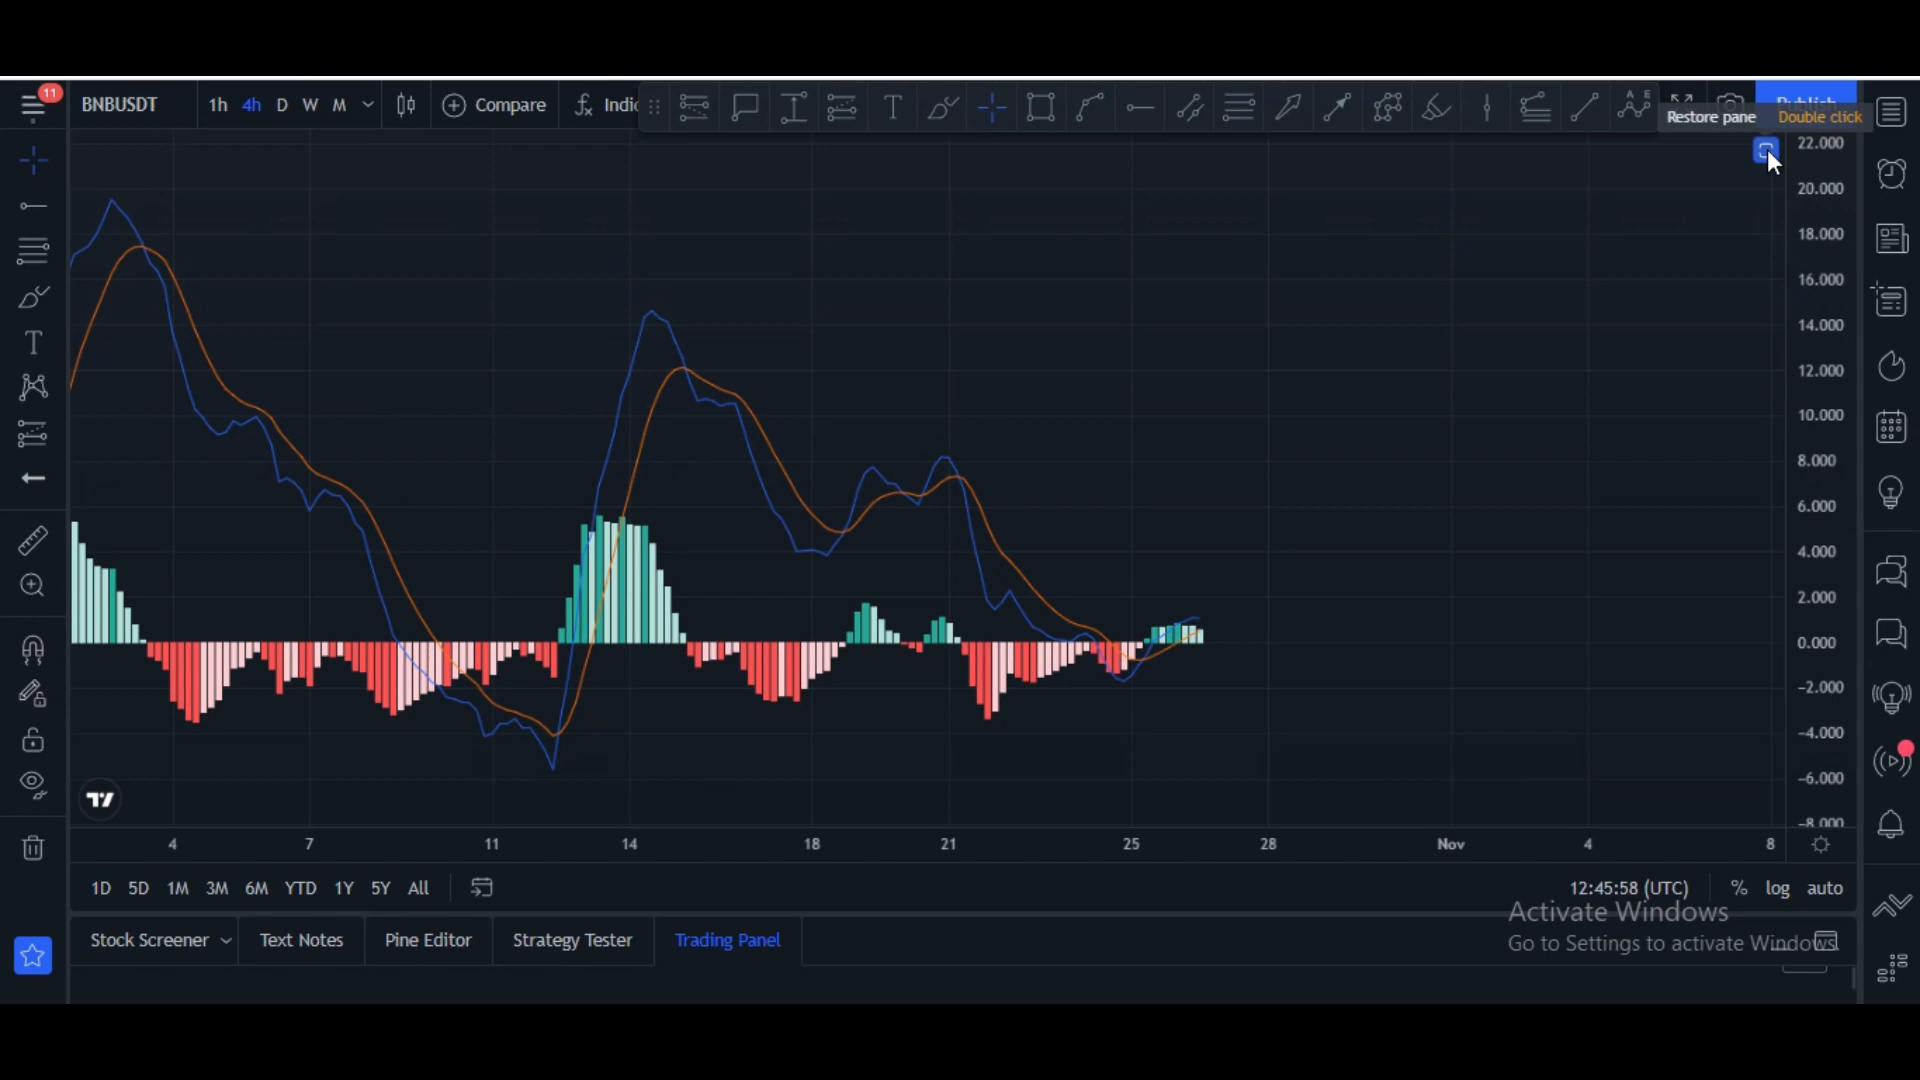 11
BNBUSDT 1h 4h D W M Compare Indic
Publish
Restore pane Double click
22.000
20.000
18.000
16.000
14.000
12.000
10.000
8.000
6.000
4.000
2.000
0.000
-2.000
-4.000
-6.000
-8.000
4 7 11 14 18 21 25 28 Nov 4 8
1D 5D 1M 3M 6M YTD 1Y 5Y All
12:45:58 (UTC) % log auto
Activate Windows
Go to Settings to activate Windows.
Stock Screener Text Notes Pine Editor Strategy Tester Trading Panel